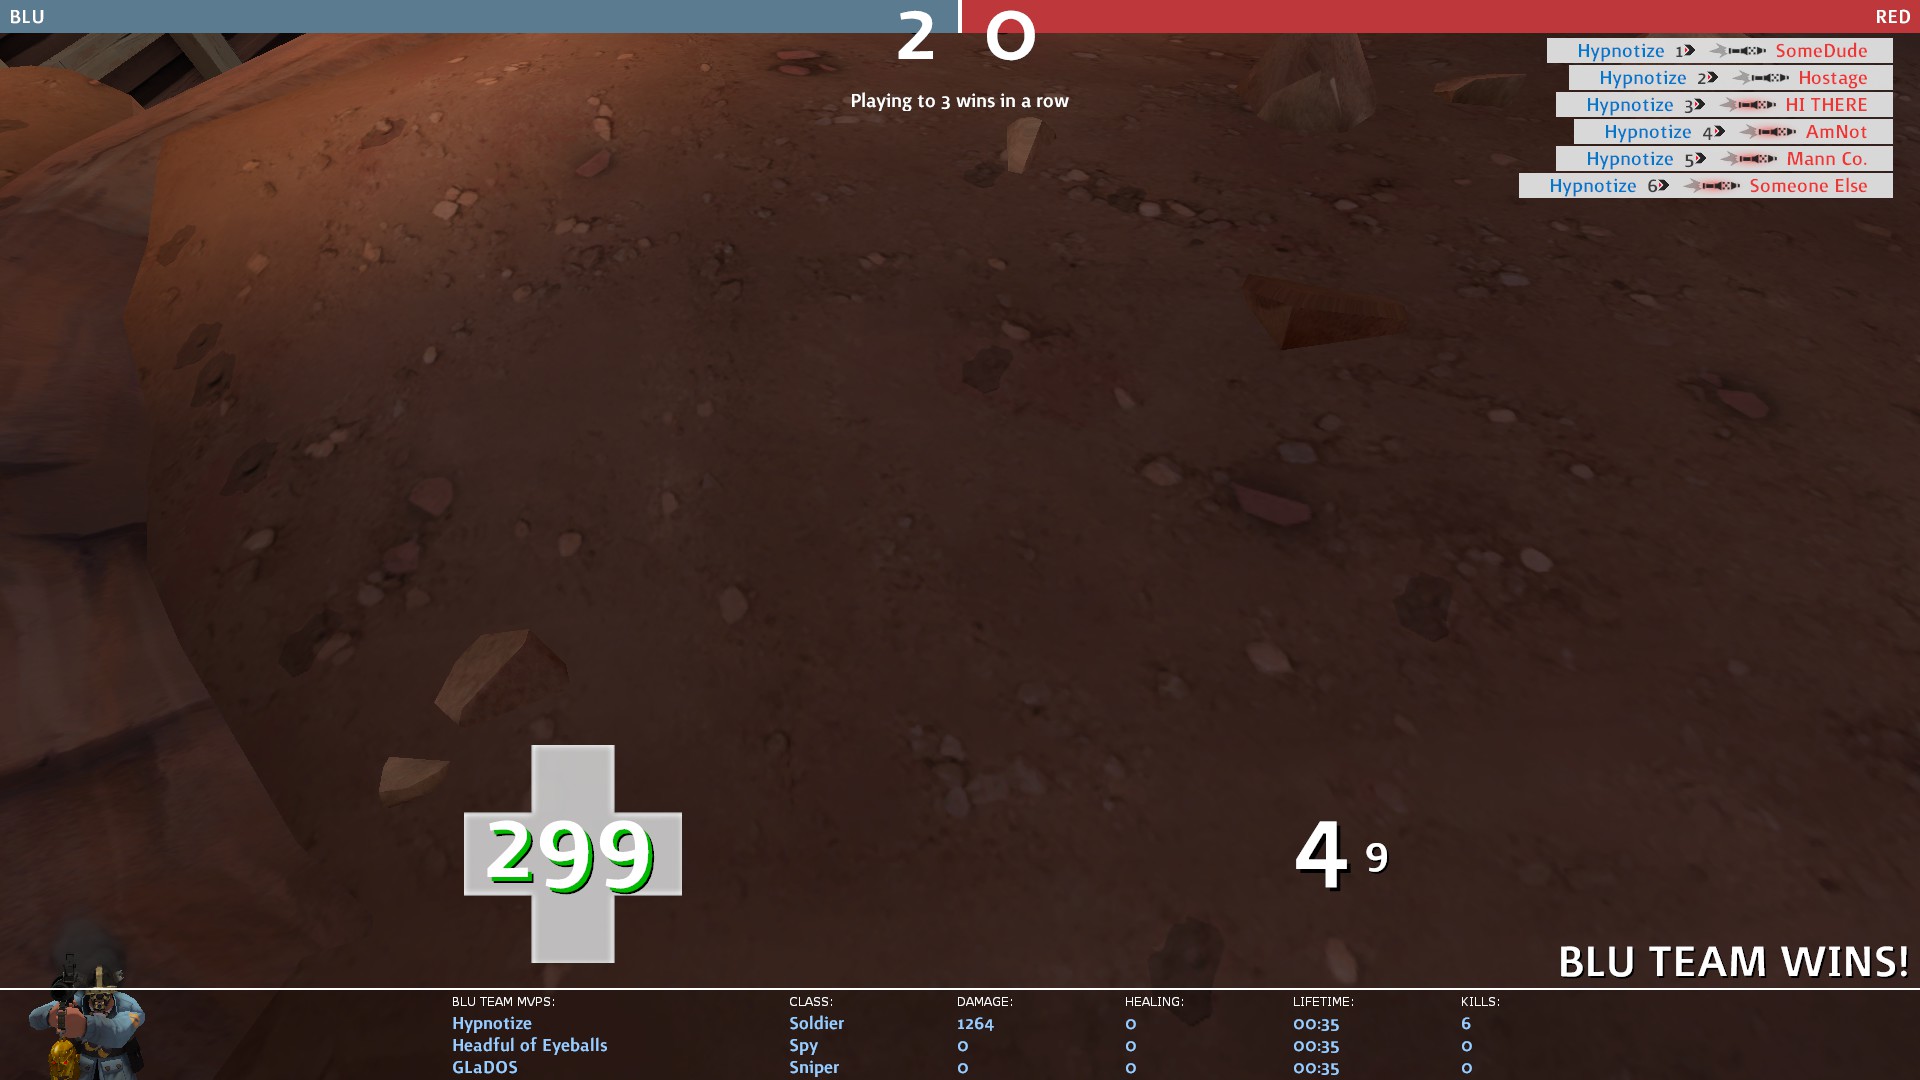 BLU 2 0 RED
Playing to 3 wins in a row
Hypnotize 1 SomeDude
Hypnotize 2 Hostage
Hypnotize 3 HI THERE
Hypnotize 4 AmNot
Hypnotize 5 Mann Co.
Hypnotize 6 Someone Else
299 4 9
BLU TEAM WINS!
BLU TEAM MVPS: CLASS: DAMAGE: HEALING: LIFETIME: KILLS:
Hypnotize Soldier 1264 0 00:35 6
Headful of Eyeballs Spy 0 0 00:35 0
GLaDOS Sniper 0 0 00:35 0